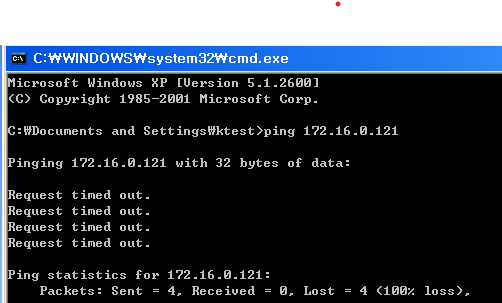 C:₩WINDOWS₩system32₩cmd.exe
Microsoft Windows XP [Version 5.1.2600]
(C) Copyright 1985-2001 Microsoft Corp.
C:₩Documents and Settings₩ktest>ping 172.16.0.121
Pinging 172.16.0.121 with 32 bytes of data:
Request timed out.
Request timed out.
Request timed out.
Request timed out.
Ping statistics for 172.16.0.121:
Packets: Sent = 4, Received = 0, Lost = 4 (100% loss),